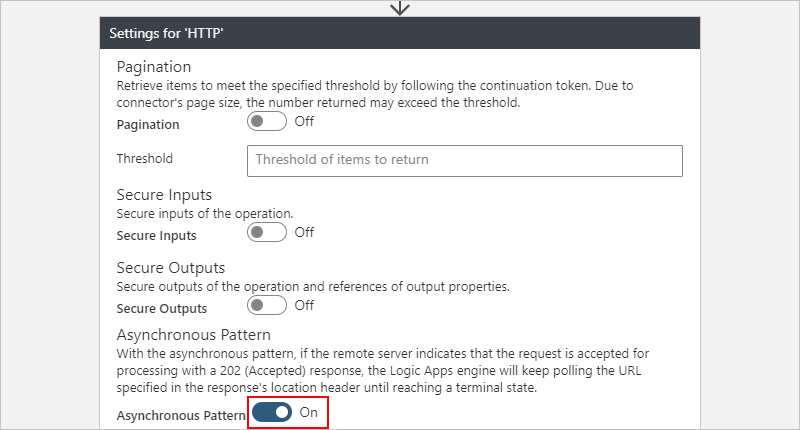 Settings for 'HTTP'
Pagination
Retrieve items to meet the specified threshold by following the continuation token. Due to
connector's page size, the number returned may exceed the threshold.
Pagination Off
Threshold Threshold of items to return
Secure Inputs
Secure inputs of the operation.
Secure Inputs Off
Secure Outputs
Secure outputs of the operation and references of output properties.
Secure Outputs Off
Asynchronous Pattern
With the asynchronous pattern, if the remote server indicates that the request is accepted for
processing with a 202 (Accepted) response, the Logic Apps engine will keep polling the URL
specified in the response's location header until reaching a terminal state.
Asynchronous Pattern On